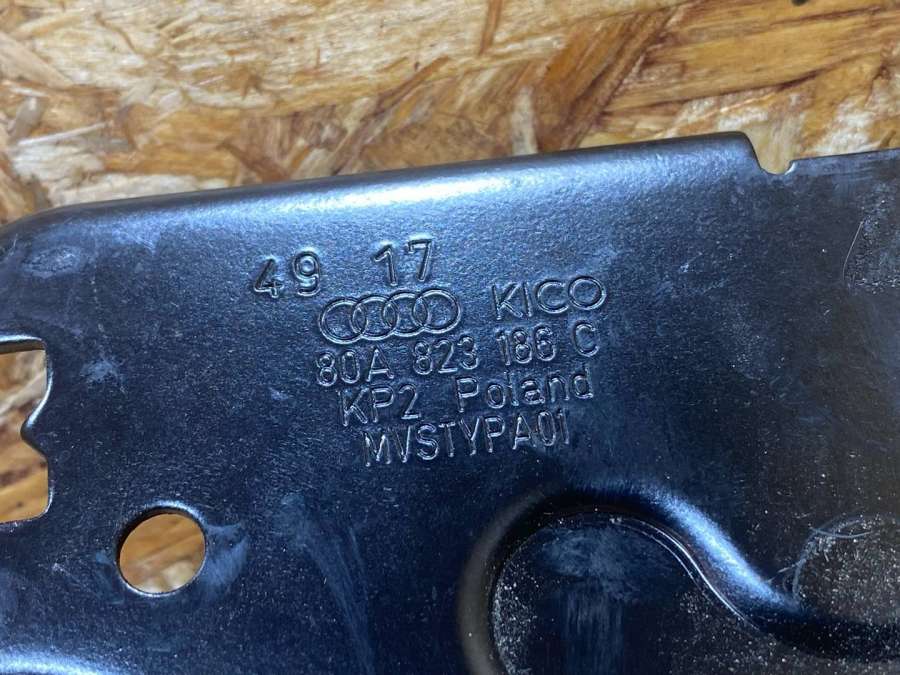 49 17
KICO
80A 823 186 C
KP2 Poland
MVSTYPA01